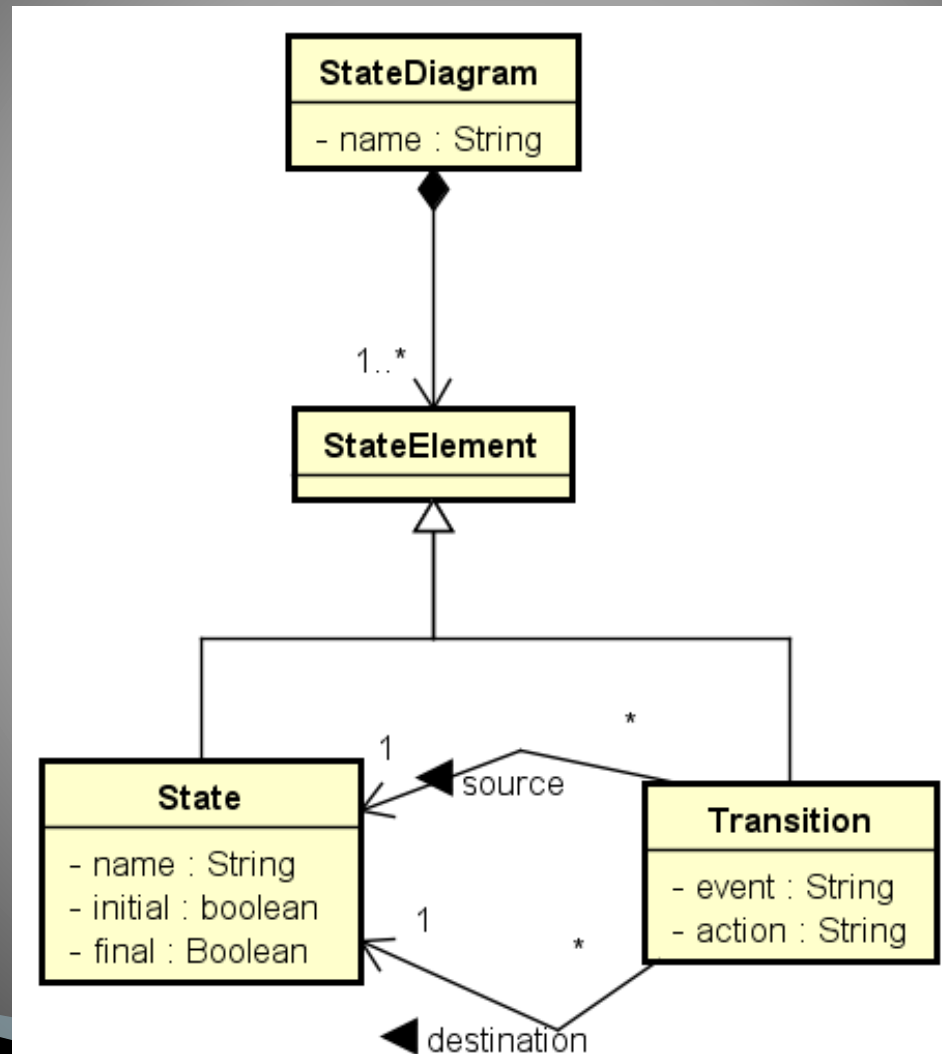 StateDiagram
- name : String
1..*
StateElement
*
1
source
State
- name : String
- initial : boolean
- final : Boolean
Transition
- event : String
- action : String
1
*
destination